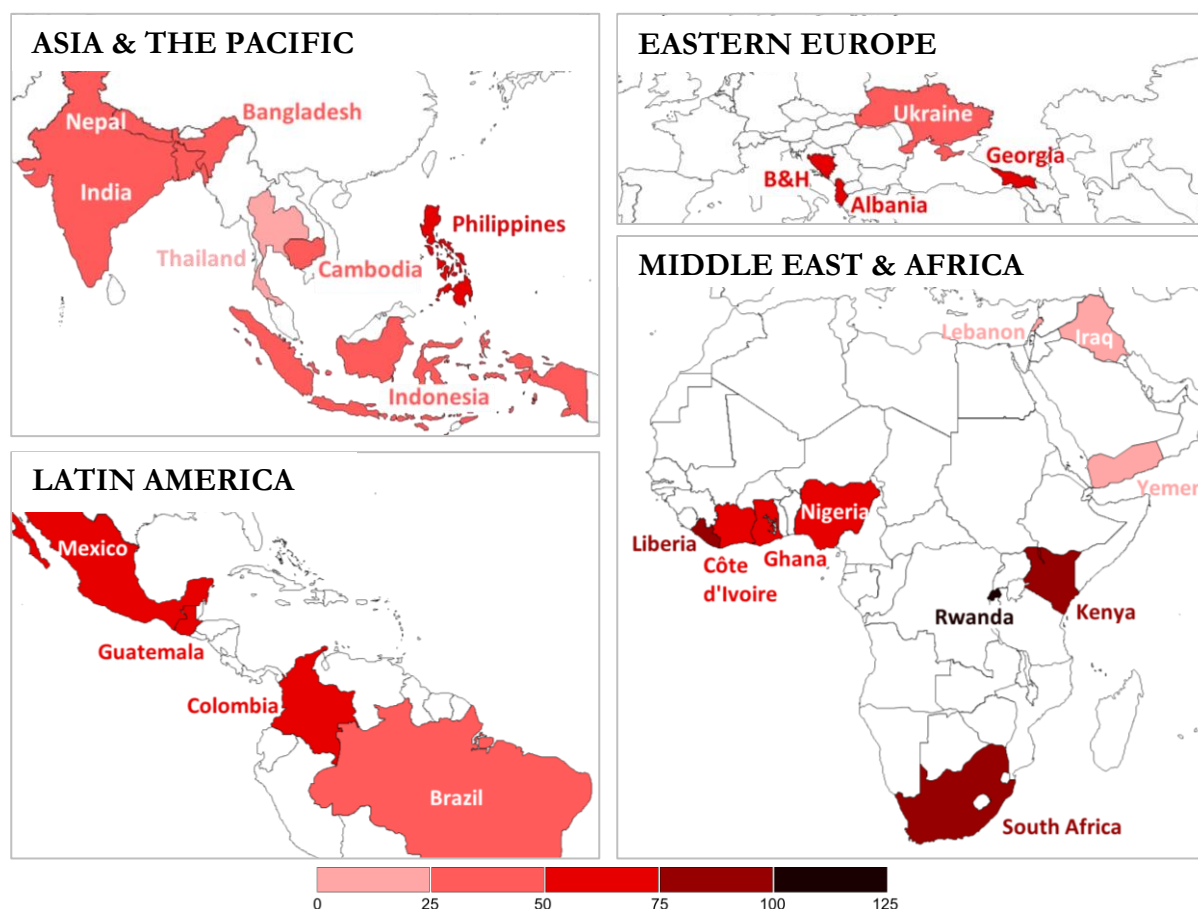 ASIA & THE PACIFIC
Nepal
Bangladesh
India
Philippines
Thailand
Cambodia
Indonesia
EASTERN EUROPE
Ukraine
Georgia
B&H
Albania
LATIN AMERICA
Mexico
Guatemala
Colombia
Brazil
MIDDLE EAST & AFRICA
Lebanon
Iraq
Yemen
Nigeria
Liberia
Côte
d'Ivoire
Ghana
Rwanda
Kenya
South Africa
0 25 50 75 100 125